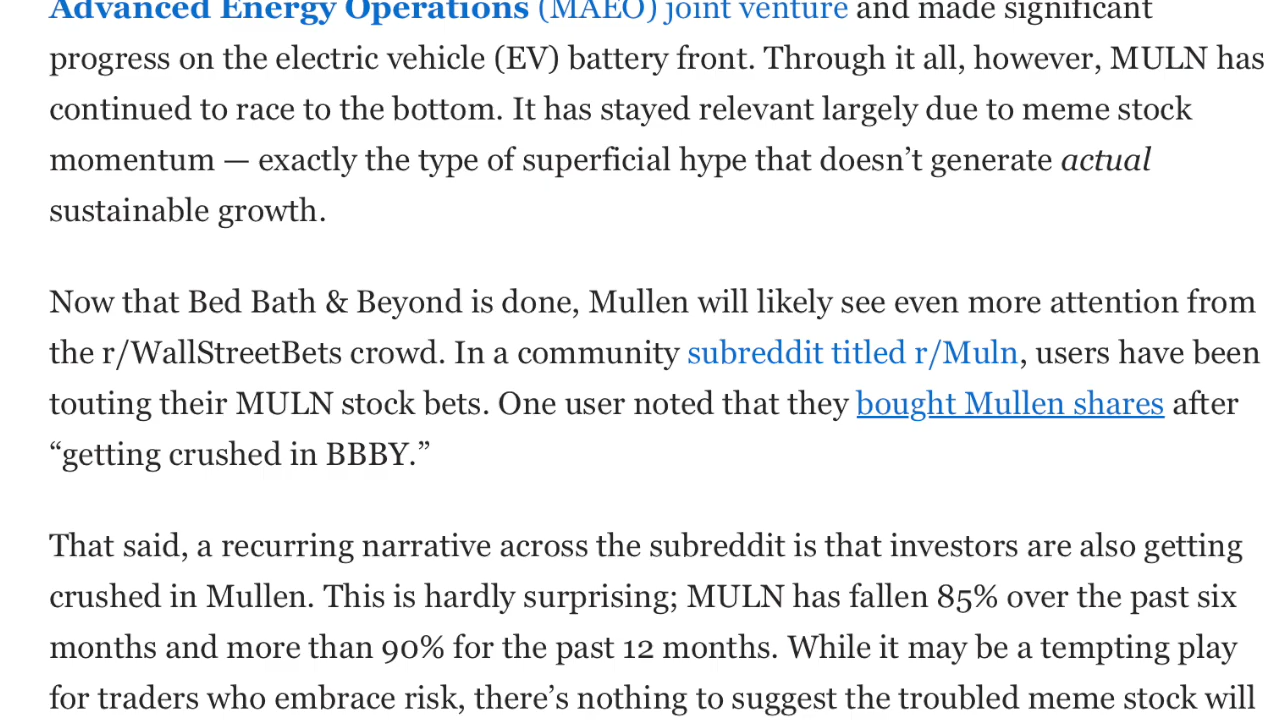 Advanced Energy Operations (MAEO) joint venture and made significant
progress on the electric vehicle (EV) battery front. Through it all, however, MULN has
continued to race to the bottom. It has stayed relevant largely due to meme stock
momentum — exactly the type of superficial hype that doesn’t generate actual
sustainable growth.
Now that Bed Bath & Beyond is done, Mullen will likely see even more attention from
the r/WallStreetBets crowd. In a community subreddit titled r/Muln, users have been
touting their MULN stock bets. One user noted that they bought Mullen shares after
“getting crushed in BBBY.”
That said, a recurring narrative across the subreddit is that investors are also getting
crushed in Mullen. This is hardly surprising; MULN has fallen 85% over the past six
months and more than 90% for the past 12 months. While it may be a tempting play
for traders who embrace risk, there’s nothing to suggest the troubled meme stock will